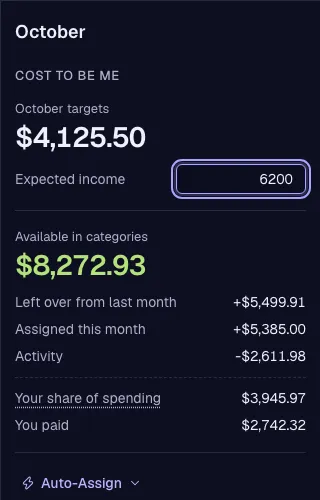 October
COST TO BE ME
October targets
$4,125.50
Expected income 6200
Available in categories
$8,272.93
Left over from last month +$5,499.91
Assigned this month +$5,385.00
Activity -$2,611.98
Your share of spending $3,945.97
You paid $2,742.32
Auto-Assign